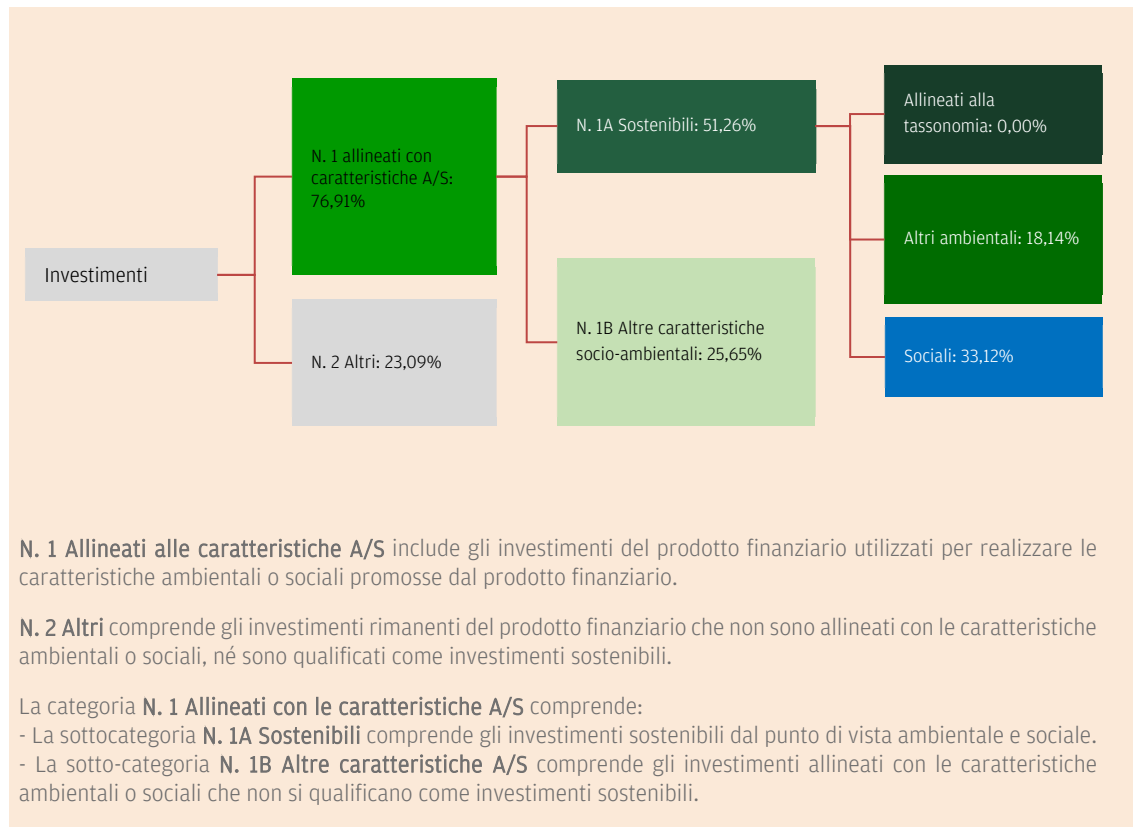 Investimenti
N. 1 allineati con
caratteristiche A/S:
76,91%
N. 2 Altri: 23,09%
N. 1A Sostenibili: 51,26%
N. 1B Altre caratteristiche
socio-ambientali: 25,65%
Allineati alla
tassonomia: 0,00%
Altri ambientali: 18,14%
Sociali: 33,12%
N. 1 Allineati alle caratteristiche A/S include gli investimenti del prodotto finanziario utilizzati per realizzare le
caratteristiche ambientali o sociali promosse dal prodotto finanziario.
N. 2 Altri comprende gli investimenti rimanenti del prodotto finanziario che non sono allineati con le caratteristiche
ambientali o sociali, né sono qualificati come investimenti sostenibili.
La categoria N. 1 Allineati con le caratteristiche A/S comprende:
- La sottocategoria N. 1A Sostenibili comprende gli investimenti sostenibili dal punto di vista ambientale e sociale.
- La sotto-categoria N. 1B Altre caratteristiche A/S comprende gli investimenti allineati con le caratteristiche
ambientali o sociali che non si qualificano come investimenti sostenibili.